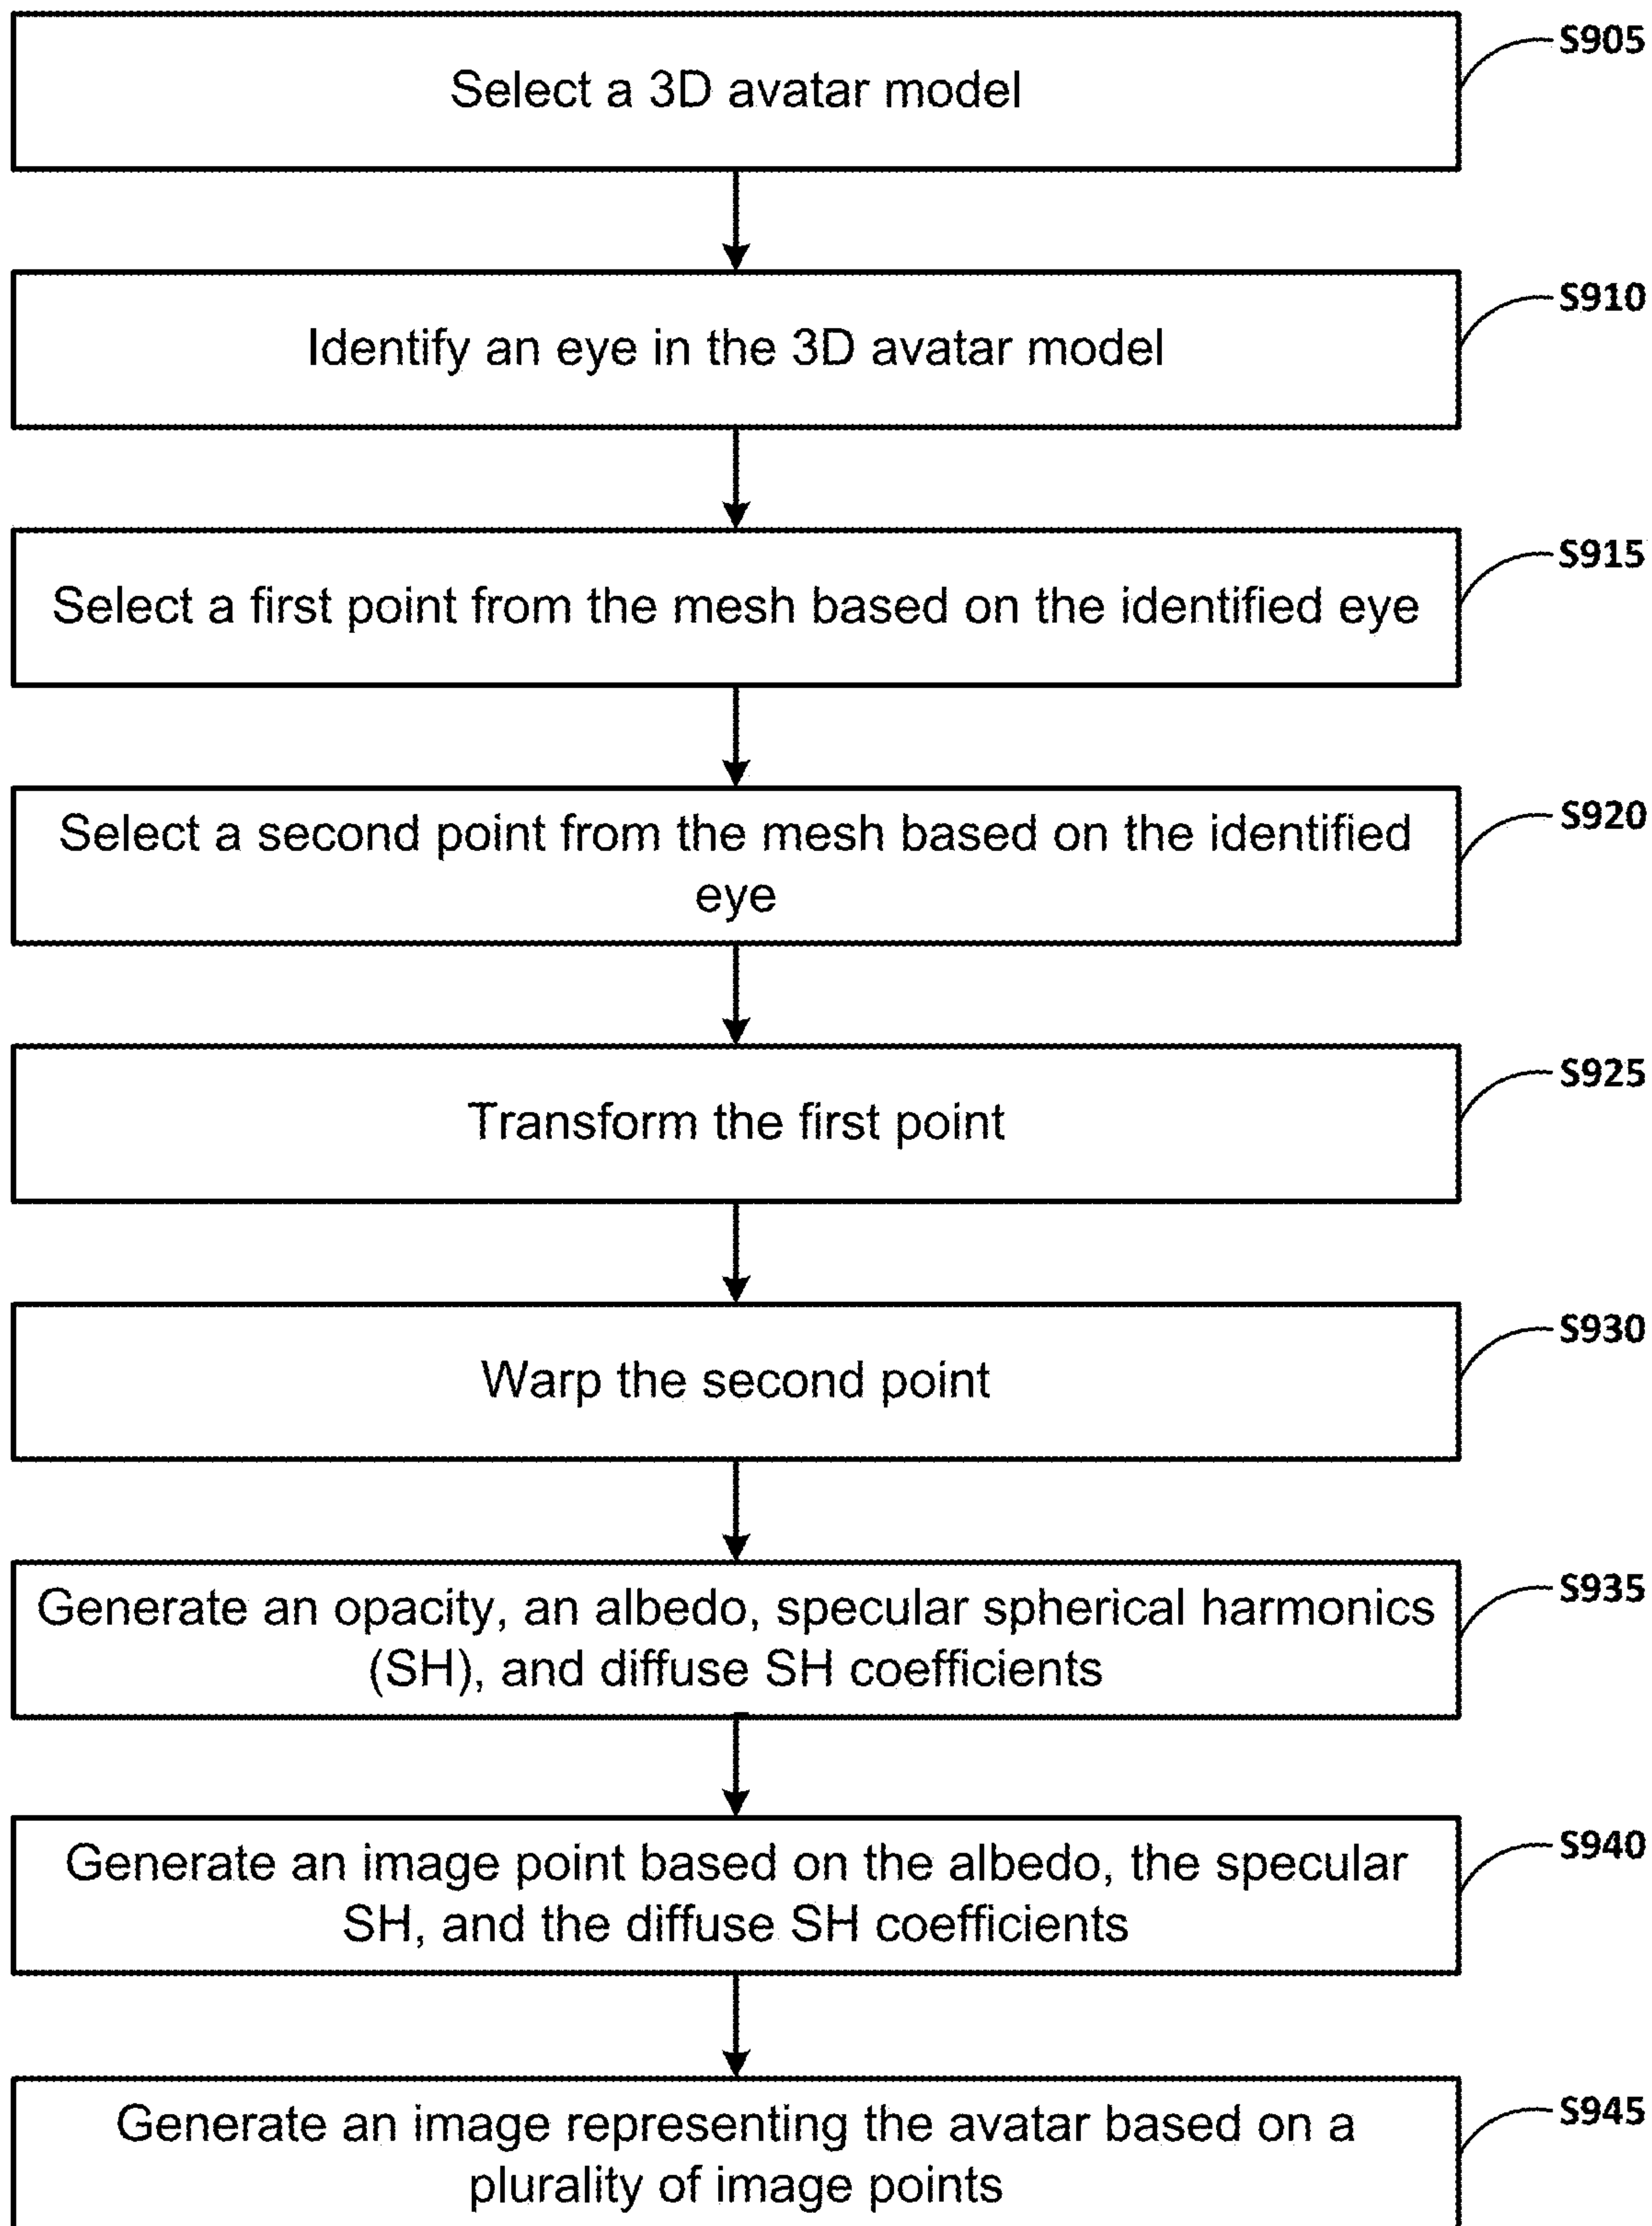 Select a 3D avatar model
S905
Identify an eye in the 3D avatar model
S910
Select a first point from the mesh based on the identified eye
S915
Select a second point from the mesh based on the identified
eye
S920
Transform the first point
S925
Warp the second point
S930
Generate an opacity, an albedo, specular spherical harmonics
(SH), and diffuse SH coefficients
S935
Generate an image point based on the albedo, the specular
SH, and the diffuse SH coefficients
S940
Generate an image representing the avatar based on a
plurality of image points
S945